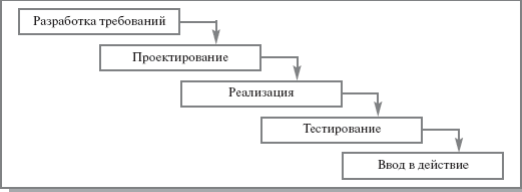 Разработка требований
Проектирование
Реализация
Тестирование
Ввод в действие